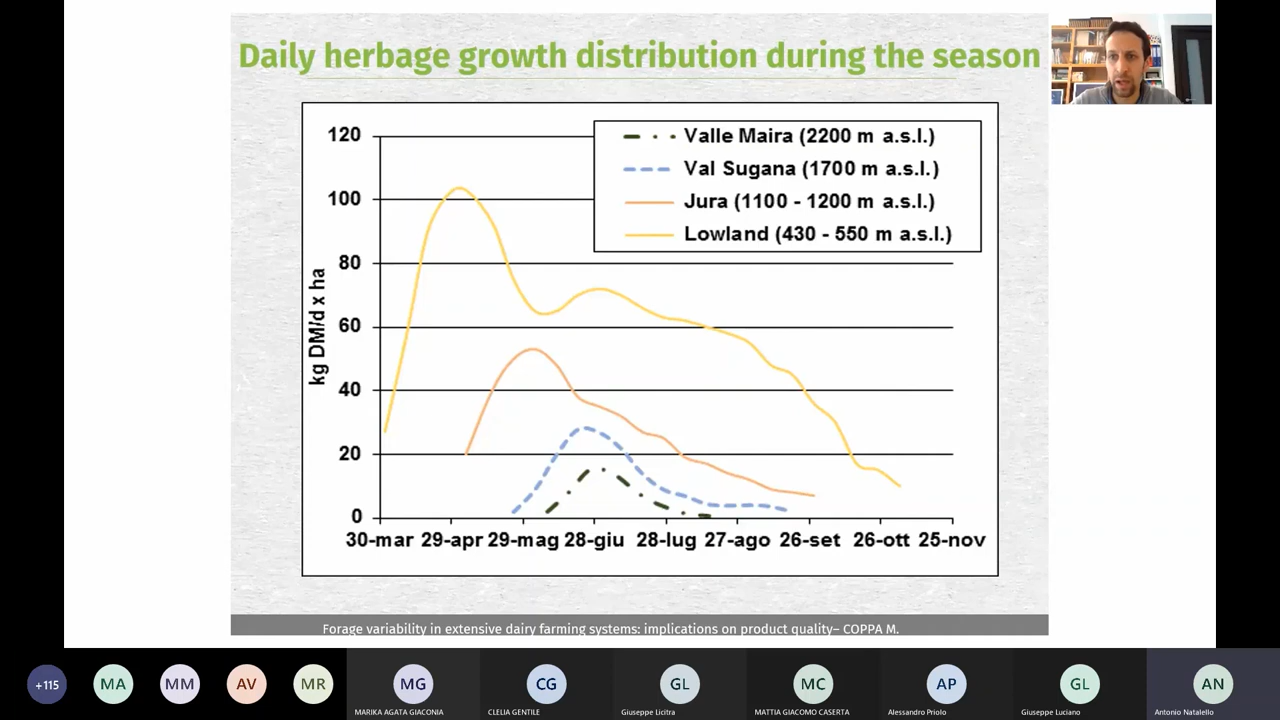 Daily herbage growth distribution during the season
Valle Maira (2200 m a.s.l.)
Val Sugana (1700 m a.s.l.)
Jura (1100 - 1200 m a.s.l.)
Lowland (430 - 550 m a.s.l.)
kg DM/d x ha
120
100
80
60
40
20
0
30-mar 29-apr 29-mag 28-giu 28-lug 27-ago 26-set 26-ott 25-nov
Forage variability in extensive dairy farming systems: implications on product quality– COPPA M.
+115 MA MM AV MR MG CG GL MC AP GL AN
MARIKA AGATA GIACONIA CLELIA GENTILE Giuseppe Licitra MATTIA GIACOMO CASERTA Alessandro Priolo Giuseppe Luciano Antonio Natalello